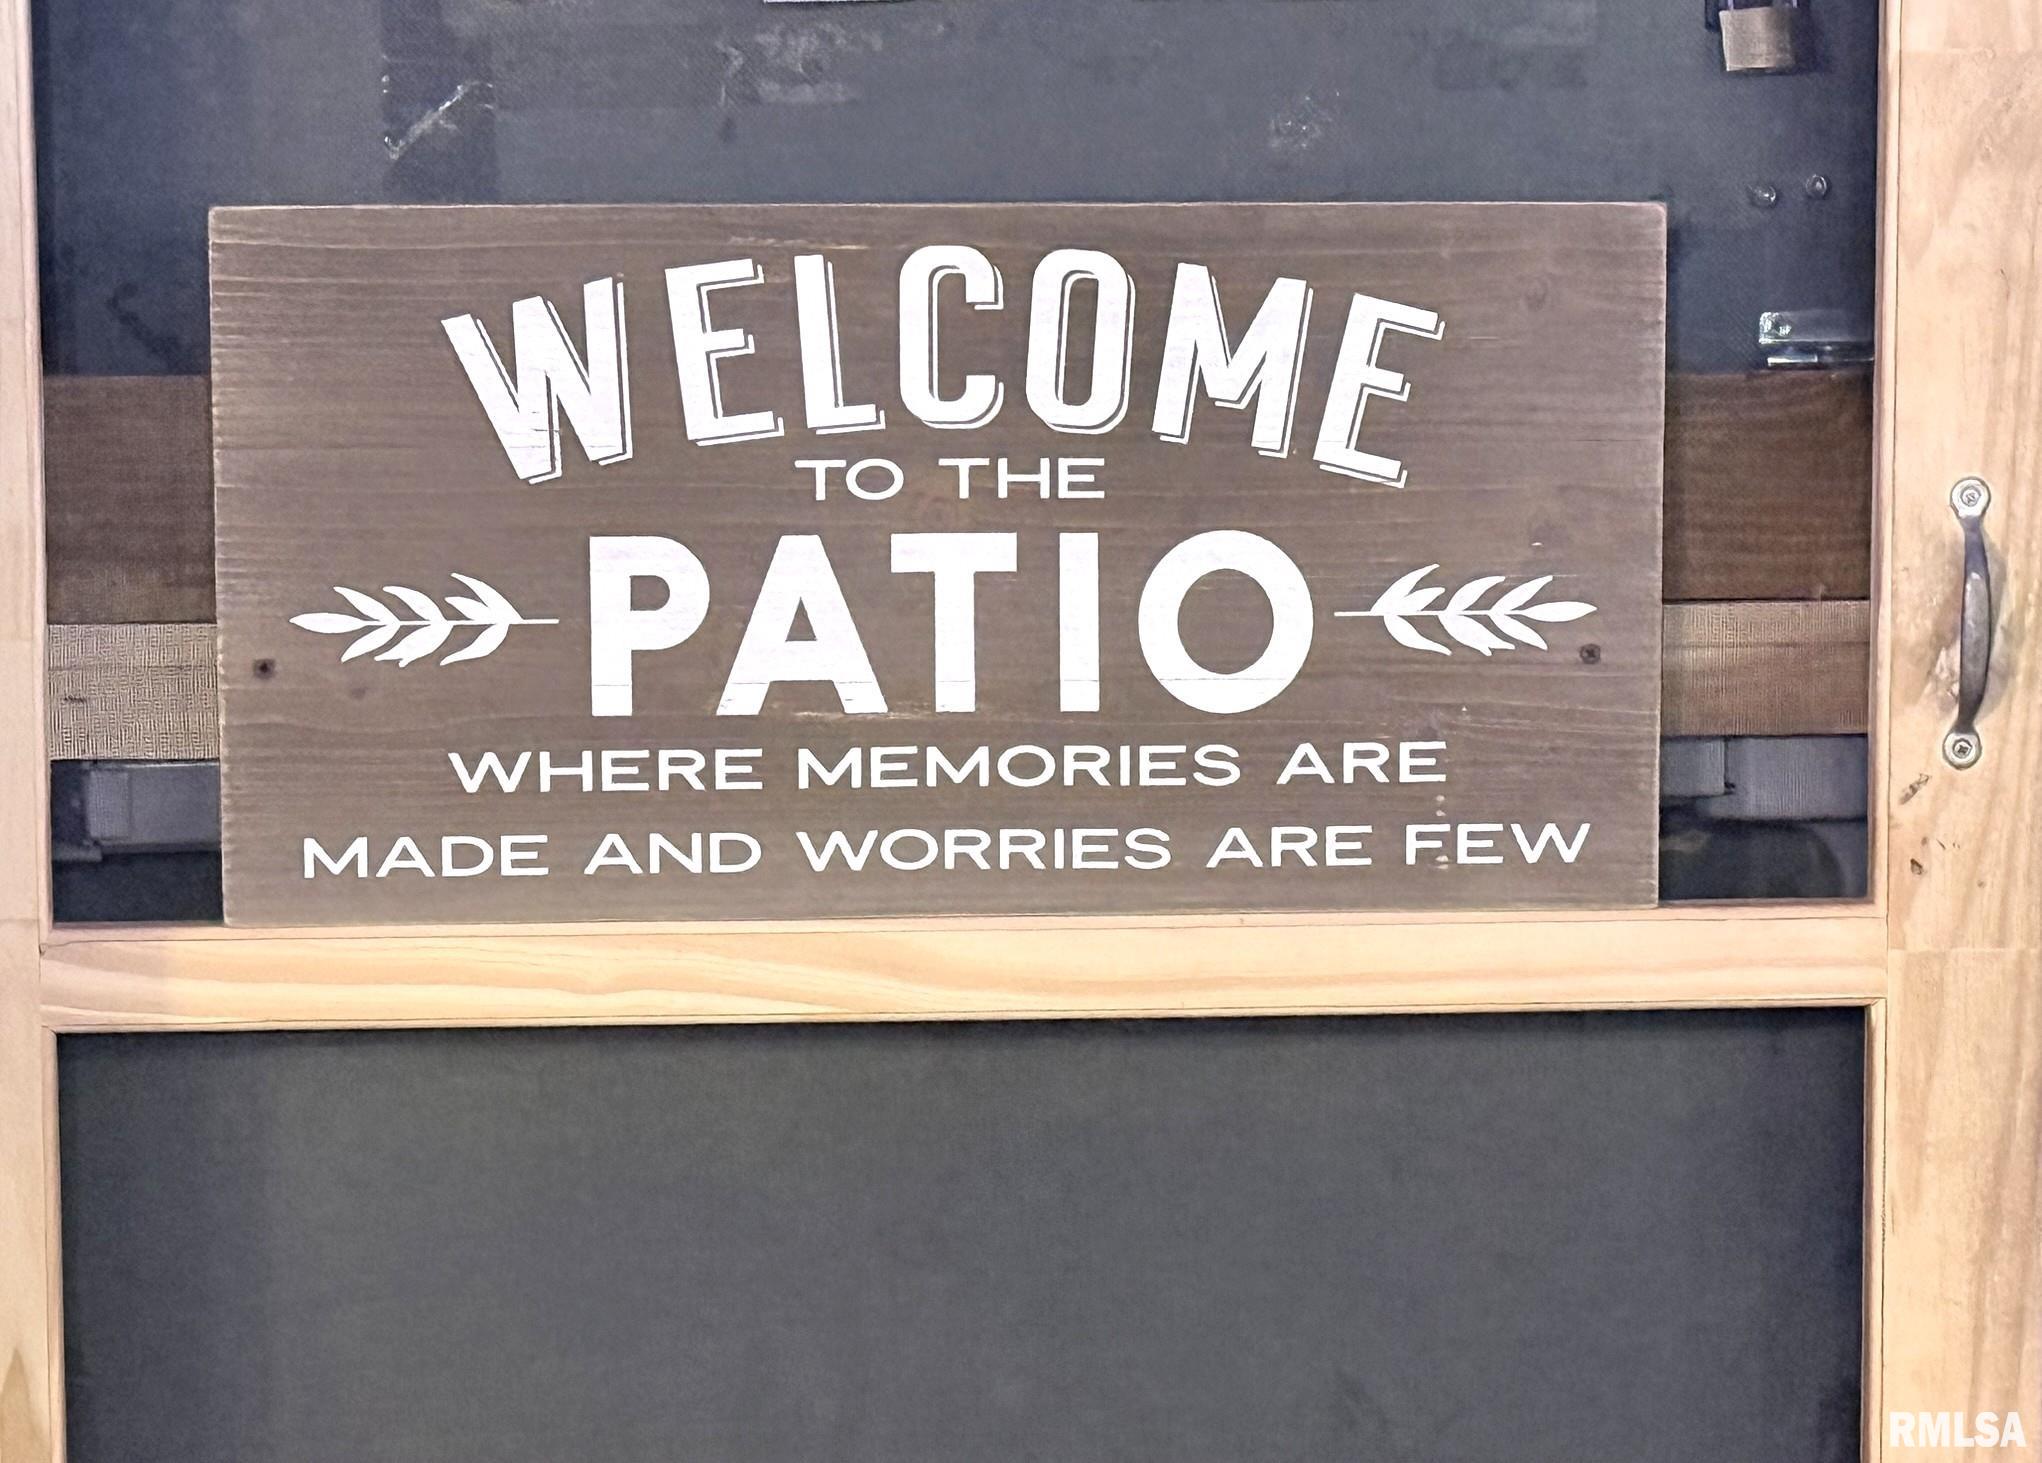 WELCOME
TO THE
PATIO
WHERE MEMORIES ARE
MADE AND WORRIES ARE FEW
RMLSA